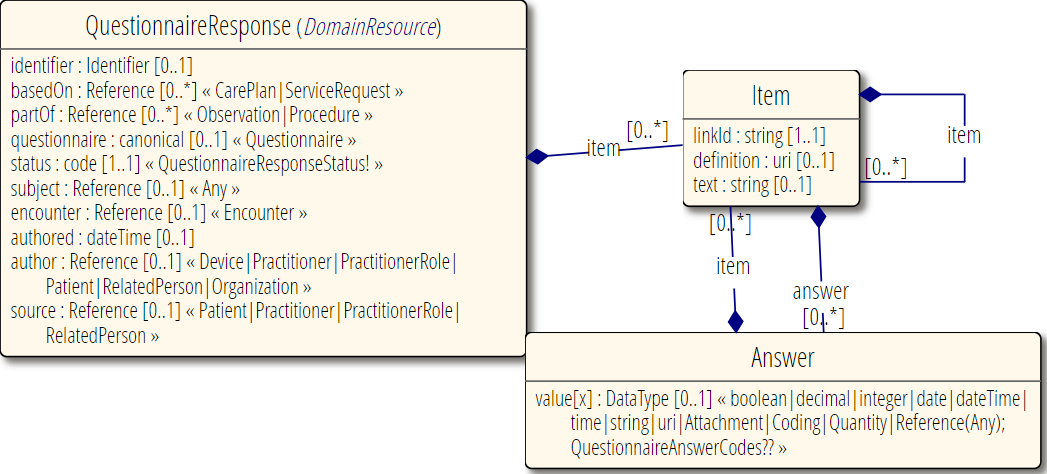 QuestionnaireResponse (DomainResource)
identifier : Identifier [0..1]
basedOn : Reference [0..*] « CarePlan|ServiceRequest »
partOf : Reference [0..*] « Observation|Procedure »
questionnaire : canonical [0..1] « Questionnaire »
status : code [1..1] « QuestionnaireResponseStatus! »
subject : Reference [0..1] « Any »
encounter : Reference [0..1] « Encounter »
authored : dateTime [0..1]
author : Reference [0..1] « Device|Practitioner|PractitionerRole|
Patient|RelatedPerson|Organization »
source : Reference [0..1] « Patient|Practitioner|PractitionerRole|
RelatedPerson »
item
[0..*]
Item
linkId : string [1..1]
definition : uri [0..1]
text : string [0..1]
item
[0..*]
[0..*]
item
answer
[0..*]
Answer
value[x] : DataType [0..1] « boolean|decimal|integer|date|dateTime|
time|string|uri|Attachment|Coding|Quantity|Reference(Any);
QuestionnaireAnswerCodes?? »